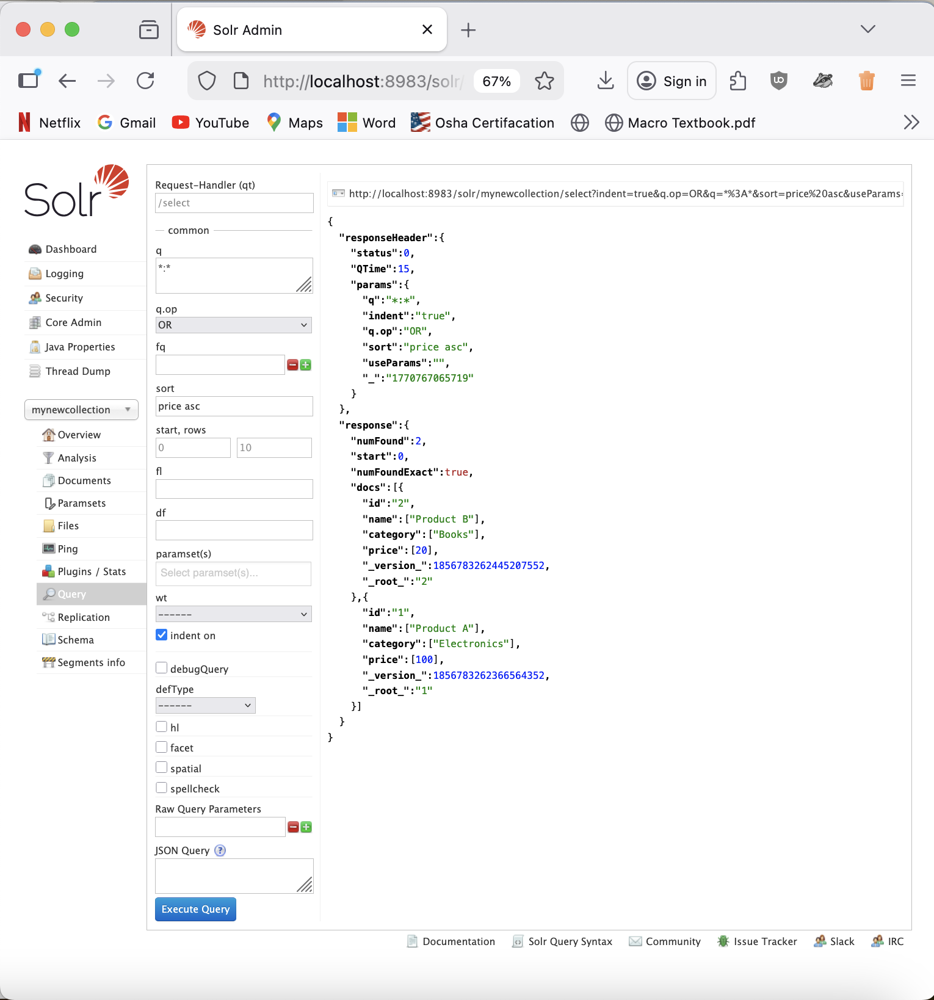 Solr Admin
http://localhost:8983/solr/
67%
Sign in
Netflix
Gmail
YouTube
Maps
Word
Osha Certifacation
Macro Textbook.pdf
Solr
Dashboard
Logging
Security
Core Admin
Java Properties
Thread Dump
mynewcollection
Overview
Analysis
Documents
Paramsets
Files
Ping
Plugins / Stats
Query
Replication
Schema
Segments info
Request-Handler (qt)
/select
common
q
*:*
q.op
OR
fq
sort
price asc
start, rows
0 10
fl
df
paramset(s)
Select paramset(s)...
wt
------
indent on
debugQuery
defType
------
hl
facet
spatial
spellcheck
Raw Query Parameters
JSON Query ?
Execute Query
http://localhost:8983/solr/mynewcollection/select?indent=true&q.op=OR&q=*%3A*&sort=price%20asc&useParams=
{
"responseHeader":{
"status":0,
"QTime":15,
"params":{
"q":"*:*",
"indent":"true",
"q.op":"OR",
"sort":"price asc",
"useParams":"",
"_":"1770767065719"
}
},
"response":{
"numFound":2,
"start":0,
"numFoundExact":true,
"docs":[{
"id":"2",
"name":["Product B"],
"category":["Books"],
"price":[20],
"_version_":1856783262445207552,
"_root_":"2"
},{
"id":"1",
"name":["Product A"],
"category":["Electronics"],
"price":[100],
"_version_":1856783262366564352,
"_root_":"1"
}]
}
}
Documentation
Solr Query Syntax
Community
Issue Tracker
Slack
IRC